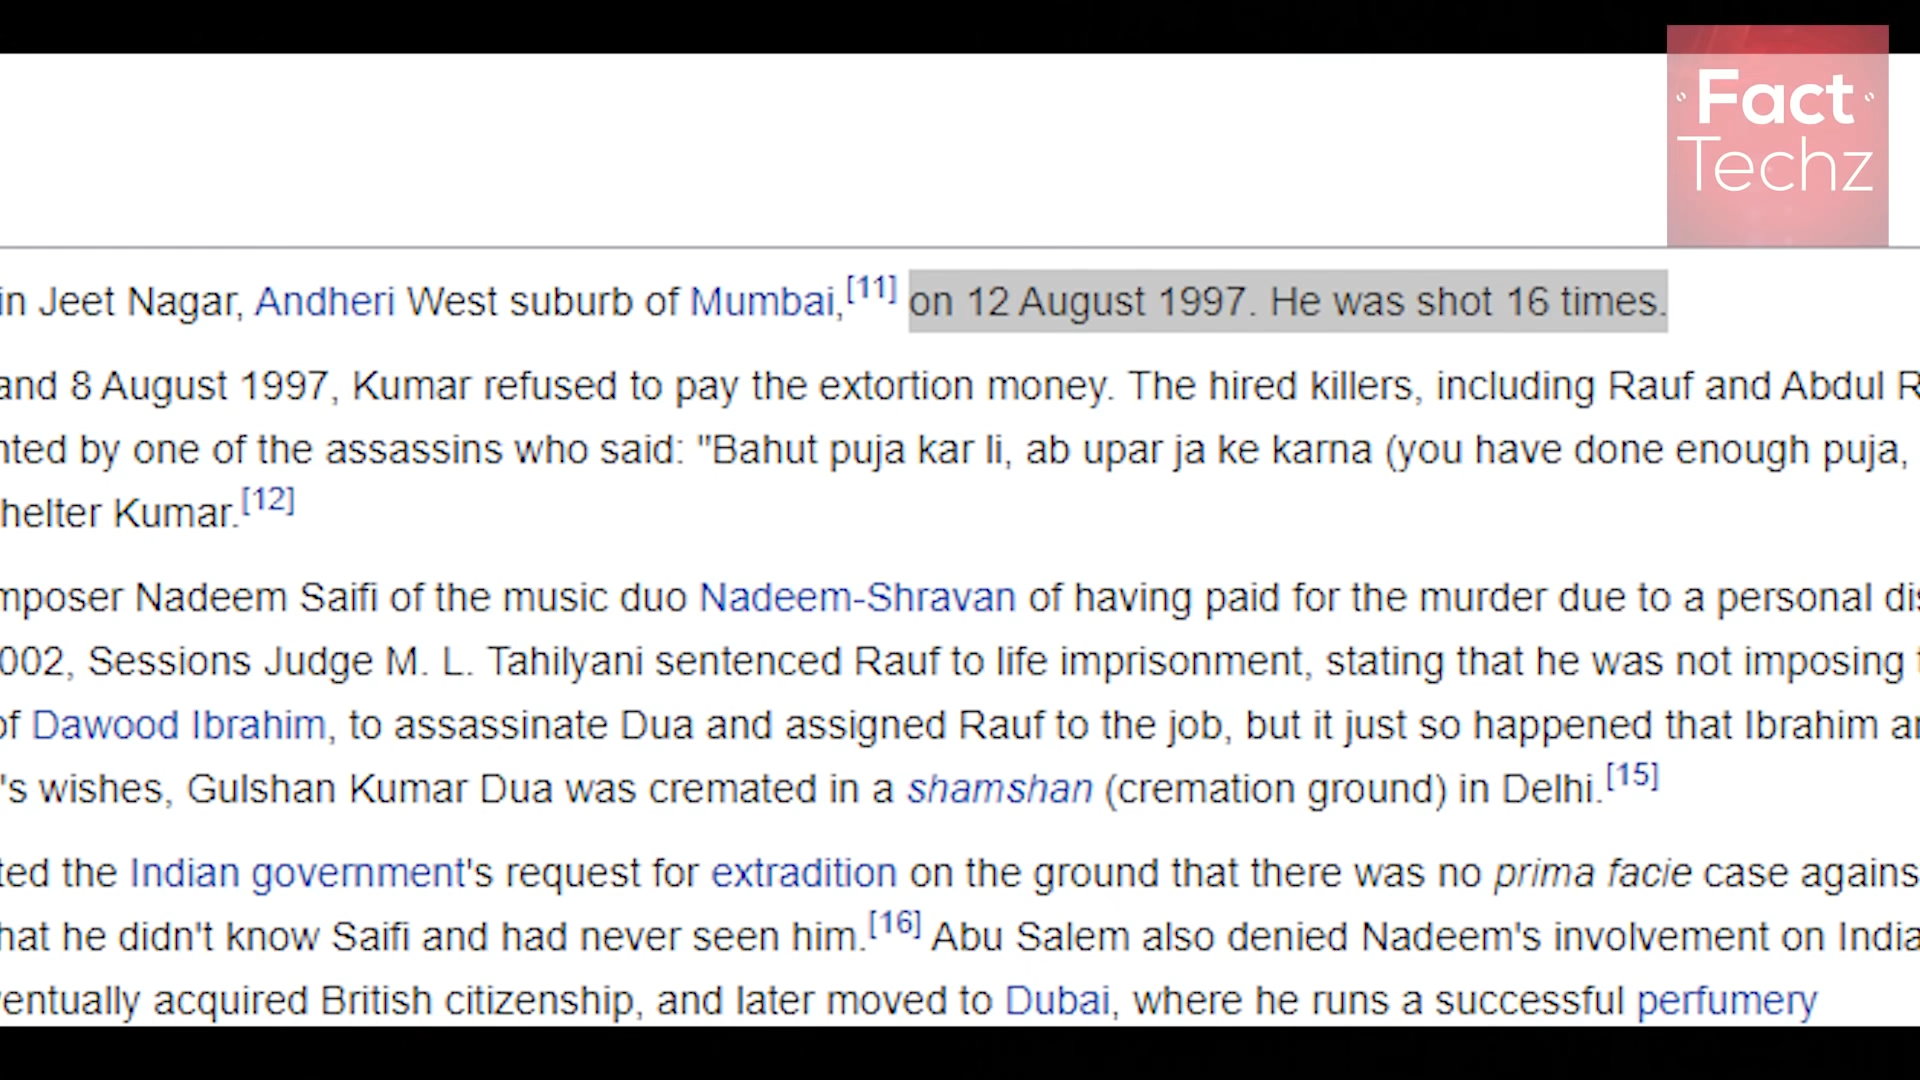 Fact
Techz
in Jeet Nagar, Andheri West suburb of Mumbai,[11] on 12 August 1997. He was shot 16 times.
and 8 August 1997, Kumar refused to pay the extortion money. The hired killers, including Rauf and Abdul R
nted by one of the assassins who said: "Bahut puja kar li, ab upar ja ke karna (you have done enough puja,
helter Kumar.[12]
mposer Nadeem Saifi of the music duo Nadeem-Shravan of having paid for the murder due to a personal dis
002, Sessions Judge M. L. Tahilyani sentenced Rauf to life imprisonment, stating that he was not imposing t
of Dawood Ibrahim, to assassinate Dua and assigned Rauf to the job, but it just so happened that Ibrahim an
's wishes, Gulshan Kumar Dua was cremated in a shamshan (cremation ground) in Delhi.[15]
ted the Indian government's request for extradition on the ground that there was no prima facie case agains
hat he didn't know Saifi and had never seen him.[16] Abu Salem also denied Nadeem's involvement on India
entually acquired British citizenship, and later moved to Dubai, where he runs a successful perfumery